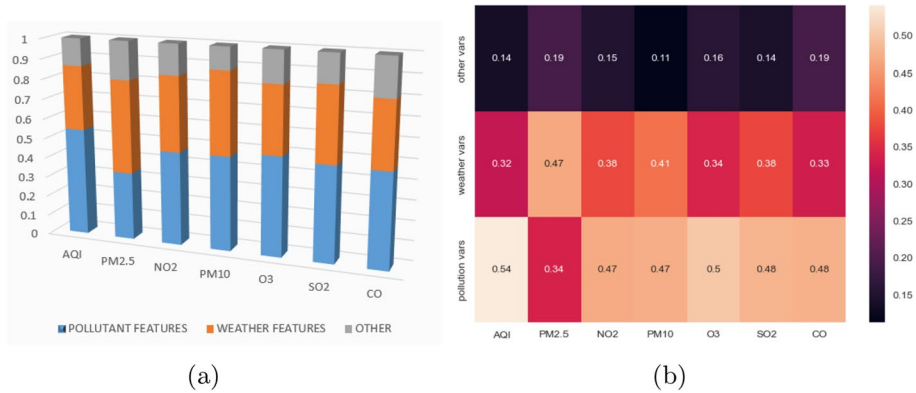 1
0.9
0.8
0.7
0.6
0.5
0.4
0.3
0.2
0.1
0
AQI PM2.5 NO2 PM10 O3 SO2 CO
POLLUTANT FEATURES WEATHER FEATURES OTHER
(a)
other vars
0.14 0.19 0.15 0.11 0.16 0.14 0.19
weather vars
0.32 0.47 0.38 0.41 0.34 0.38 0.33
pollution vars
0.54 0.34 0.47 0.47 0.5 0.48 0.48
AQI PM2.5 NO2 PM10 O3 SO2 CO
0.50
0.45
0.40
0.35
0.30
0.25
0.20
0.15
(b)